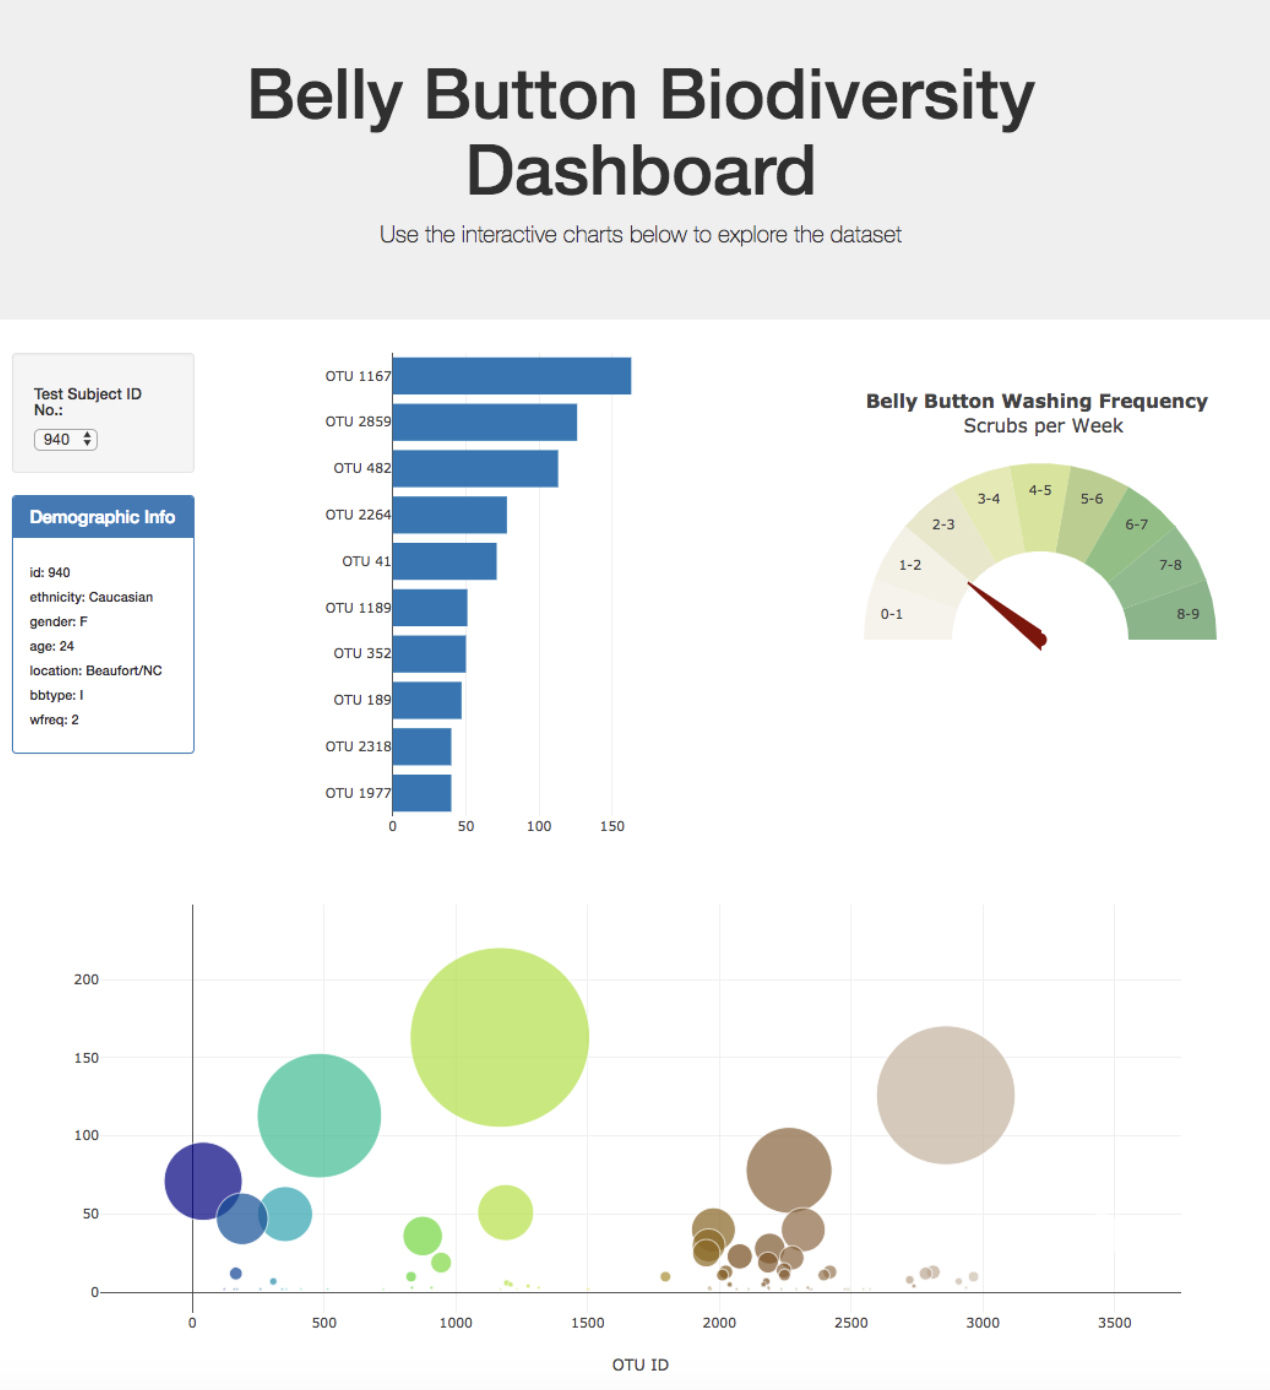 Belly Button Biodiversity
Dashboard
Use the interactive charts below to explore the dataset
Test Subject ID
No.:
940
Demographic Info
id: 940
ethnicity: Caucasian
gender: F
age: 24
location: Beaufort/NC
bbtype: I
wfreq: 2
OTU 1167
OTU 2859
OTU 482
OTU 2264
OTU 41
OTU 1189
OTU 352
OTU 189
OTU 2318
OTU 1977
0 50 100 150
Belly Button Washing Frequency
Scrubs per Week
0-1
1-2
2-3
3-4
4-5
5-6
6-7
7-8
8-9
200
150
100
50
0
0 500 1000 1500 2000 2500 3000 3500
OTU ID